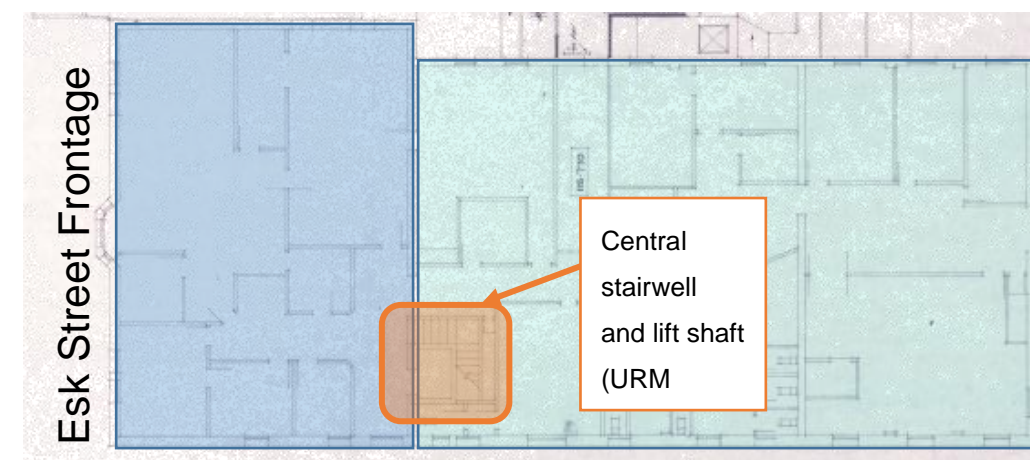 Esk Street Frontage
Central
stairwell
and lift shaft
(URM